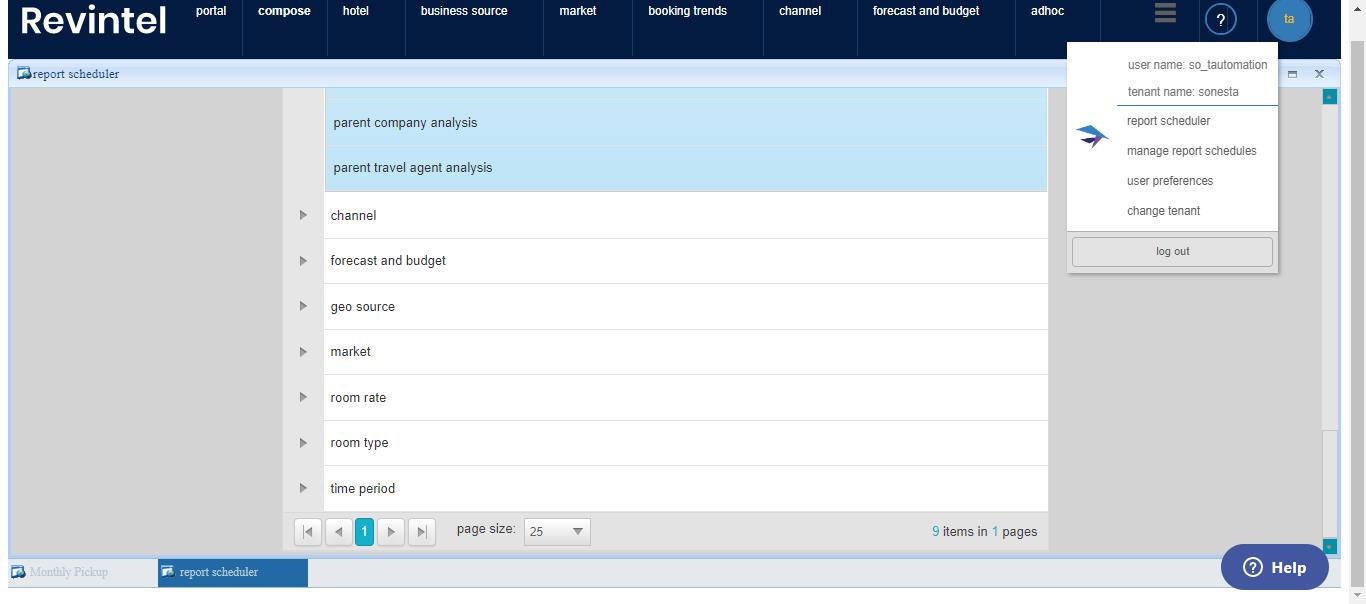 Revintel
portal
compose
hotel
business source
market
booking trends
channel
forecast and budget
adhoc
?
ta
report scheduler
user name: so_tautomation
tenant name: sonesta
report scheduler
manage report schedules
user preferences
change tenant
log out
parent company analysis
parent travel agent analysis
channel
forecast and budget
geo source
market
room rate
room type
time period
1
page size: 25
9 items in 1 pages
Monthly Pickup
report scheduler
? Help